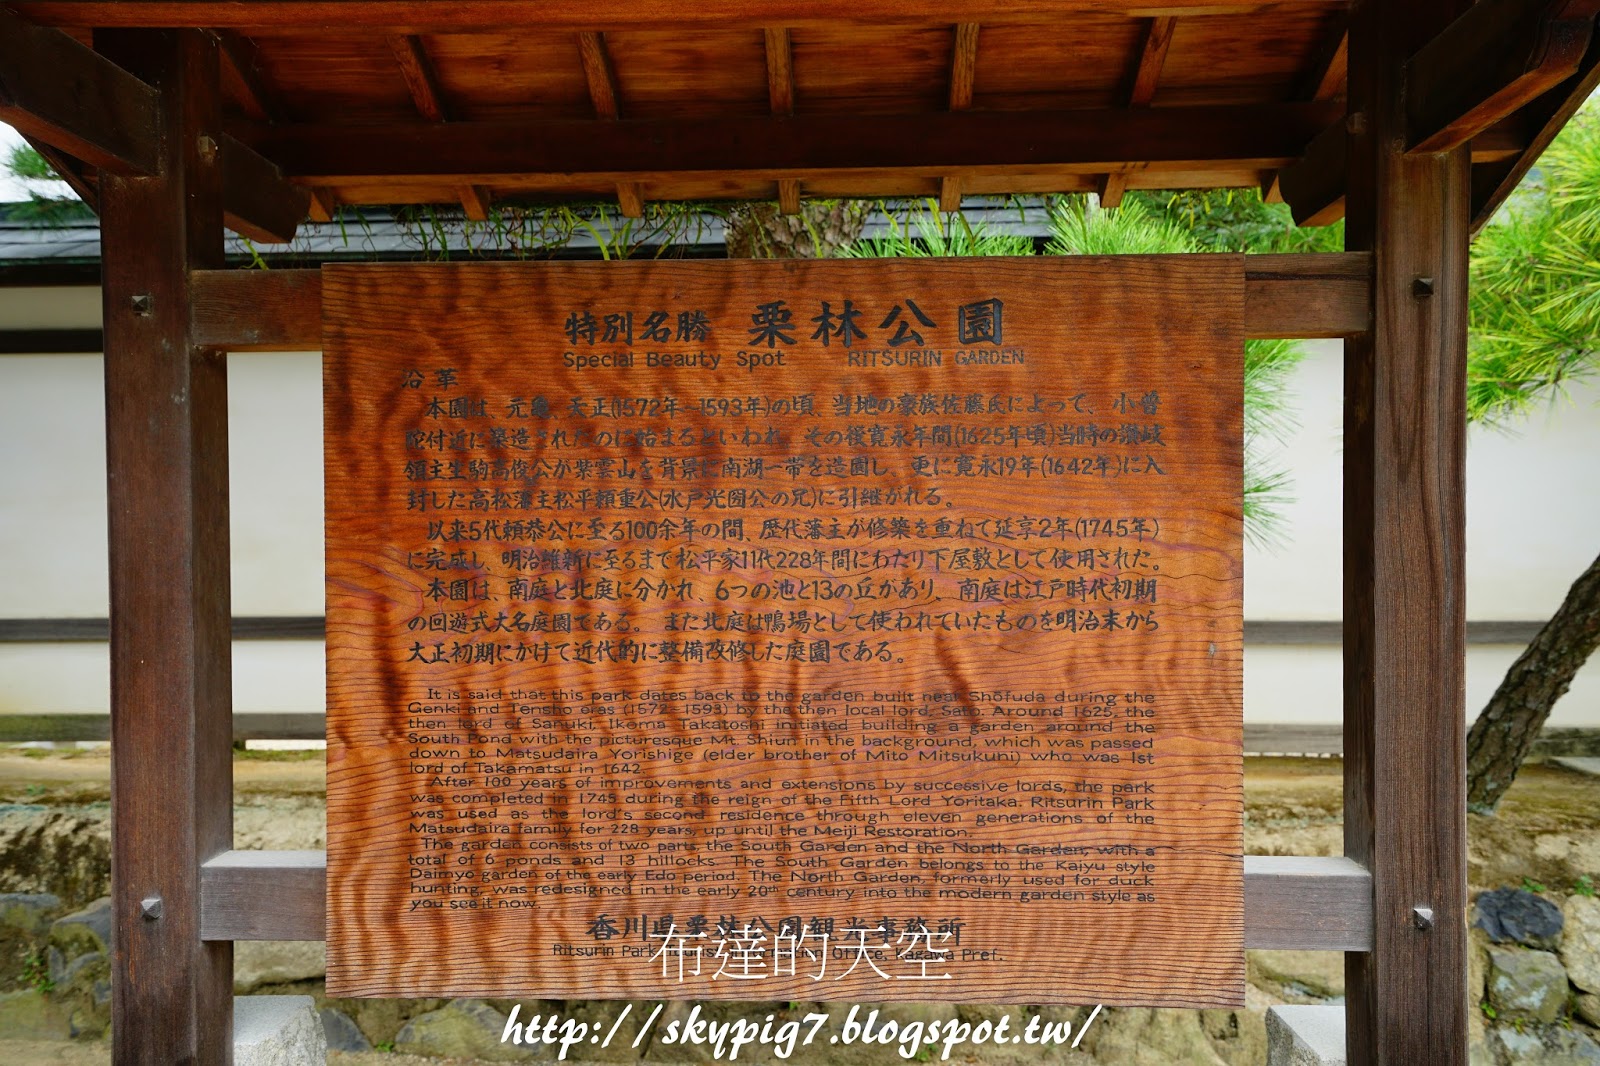 特別名勝 栗林公園
Special Beauty Spot RITSURIN GARDEN
沿革
本園は、元亀、天正(1572年-1593年)の頃、当地の豪族佐藤氏によって、小普
陀付近に築造されたのに始まるといわれ、その後寛永年間(1625年頃)当時の讃岐
領主生駒高俊公が紫雲山を背景に南湖一帯を造園し、更に寛永19年(1642年)に入
封した高松藩主松平頼重公(水戸光圀公の兄)に引継がれる。
以来5代頼恭公に至る100余年の間、歴代藩主が修築を重ねて延享2年(1745年)
に完成し、明治維新に至るまで松平家11代228年間にわたり下屋敷として使用された。
本園は、南庭と北庭に分かれ、6つの池と13の丘があり、南庭は江戸時代初期
の回遊式大名庭園である。また北庭は鴨場として使われていたものを明治末から
大正初期にかけて近代的に整備改修した庭園である。
It is said that this park dates back to the garden built near Shōfuda during the
Genki and Tensho eras (1572-1593) by the then local lord, Sato. Around 1625, the
then lord of Sanuki, Ikoma Takatoshi initiated building a garden around the
South Pond with the picturesque Mt. Shiun in the background, which was passed
down to Matsudaira Yorishige (elder brother of Mito Mitsukuni) who was 1st
lord of Takamatsu in 1642.
After 100 years of improvements and extensions by successive lords, the park
was completed in 1745 during the reign of the Fifth Lord Yoritaka. Ritsurin Park
was used as the lord's second residence through eleven generations of the
Matsudaira family for 228 years, up until the Meiji Restoration.
The garden consists of two parts, the South Garden and the North Garden, with a
total of 6 ponds and 13 hillocks. The South Garden belongs to the Kaiyu style
Daimyo garden of the early Edo period. The North Garden, formerly used for duck
hunting, was redesigned in the early 20th century into the modern garden style as
you see it now.
香川県栗林公園観光事務所
Ritsurin Park Office, Kagawa Pref.
布達的天空
http://skypig7.blogspot.tw/